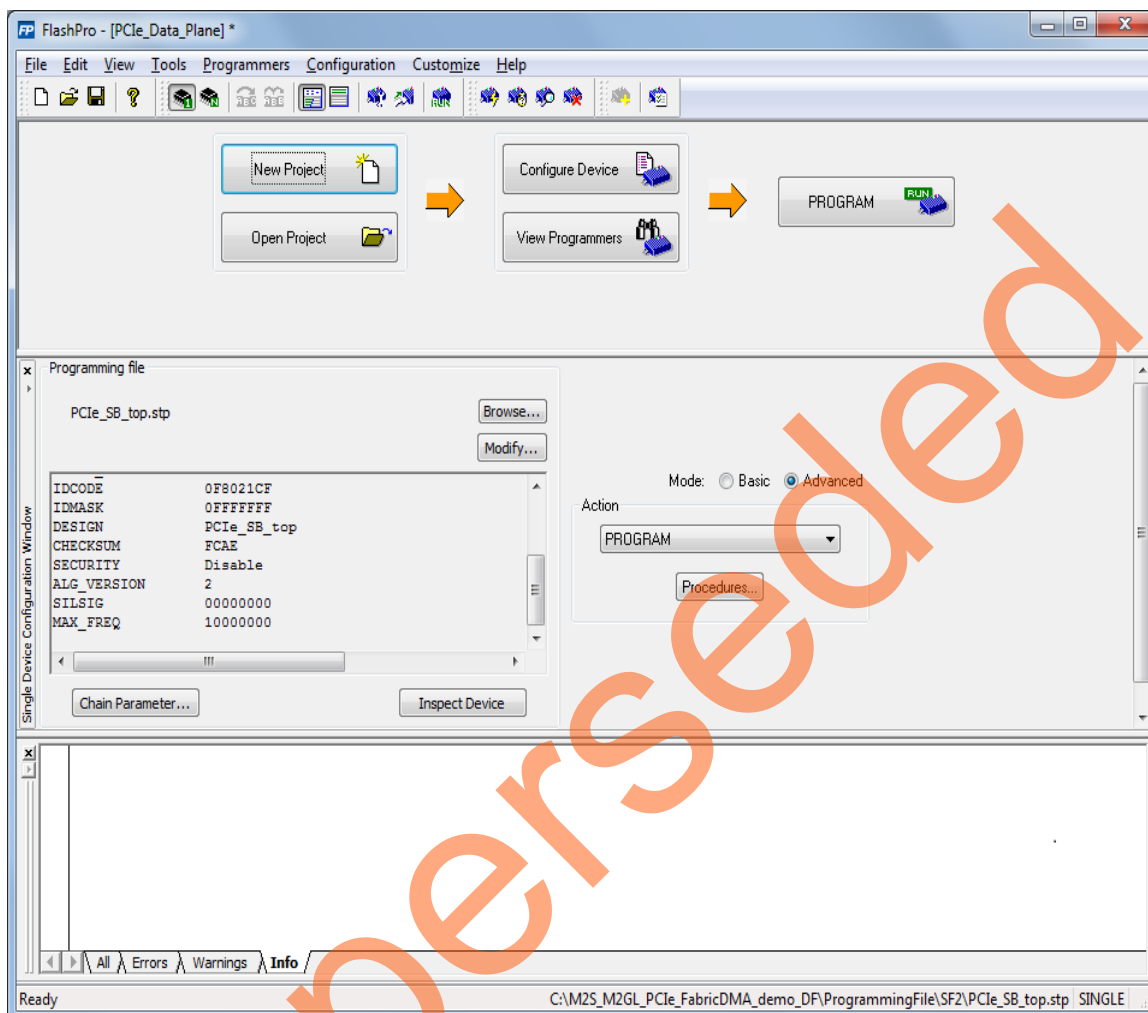 FP FlashPro - [PCIe_Data_Plane] *
File Edit View Tools Programmers Configuration Customize Help
New Project
Open Project
Configure Device
View Programmers
RUN
PROGRAM
Single Device Configuration Window
Programming file
PCIe_SB_top.stp
Browse...
Modify...
IDCODE 0F8021CF
IDMASK 0FFFFFFF
DESIGN PCIe_SB_top
CHECKSUM FCAE
SECURITY Disable
ALG_VERSION 2
SILSIG 00000000
MAX_FREQ 10000000
Chain Parameter...
Inspect Device
Mode: Basic Advanced
Action
PROGRAM
Procedures...
All Errors Warnings Info
Ready C:\M2S_M2GL_PCIe_FabricDMA_demo_DF\ProgrammingFile\SF2\PCIe_SB_top.stp SINGLE
perseded